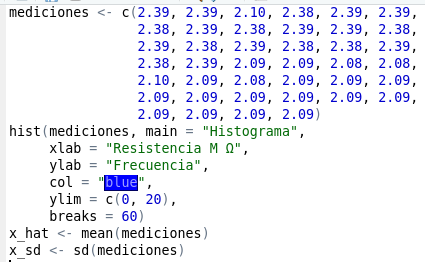 mediciones <- c(2.39, 2.39, 2.10, 2.38, 2.39, 2.39,
2.38, 2.39, 2.38, 2.39, 2.39, 2.38,
2.39, 2.38, 2.39, 2.38, 2.38, 2.39,
2.38, 2.39, 2.09, 2.09, 2.08, 2.08,
2.10, 2.09, 2.08, 2.09, 2.09, 2.09,
2.09, 2.09, 2.09, 2.09, 2.09, 2.09,
2.09, 2.09, 2.09, 2.09)
hist(mediciones, main = "Histograma",
xlab = "Resistencia M Ω",
ylab = "Frecuencia",
col = "blue",
ylim = c(0, 20),
breaks = 60)
x_hat <- mean(mediciones)
x_sd <- sd(mediciones)